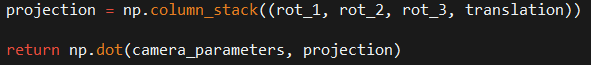 projection = np.column_stack((rot_1, rot_2, rot_3, translation))
return np.dot(camera_parameters, projection)